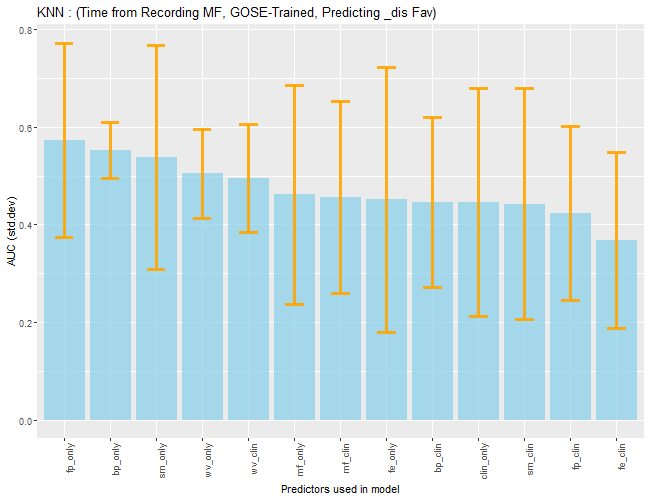 KNN : (Time from Recording MF, GOSE-Trained, Predicting _dis Fav)
AUC (std.dev)
0.8
0.6
0.4
0.2
0.0
fp_only
bp_only
sm_only
wv_only
wv_clin
mf_only
mf_clin
fe_only
bp_clin
clin_only
sm_clin
fp_clin
fe_clin
Predictors used in model